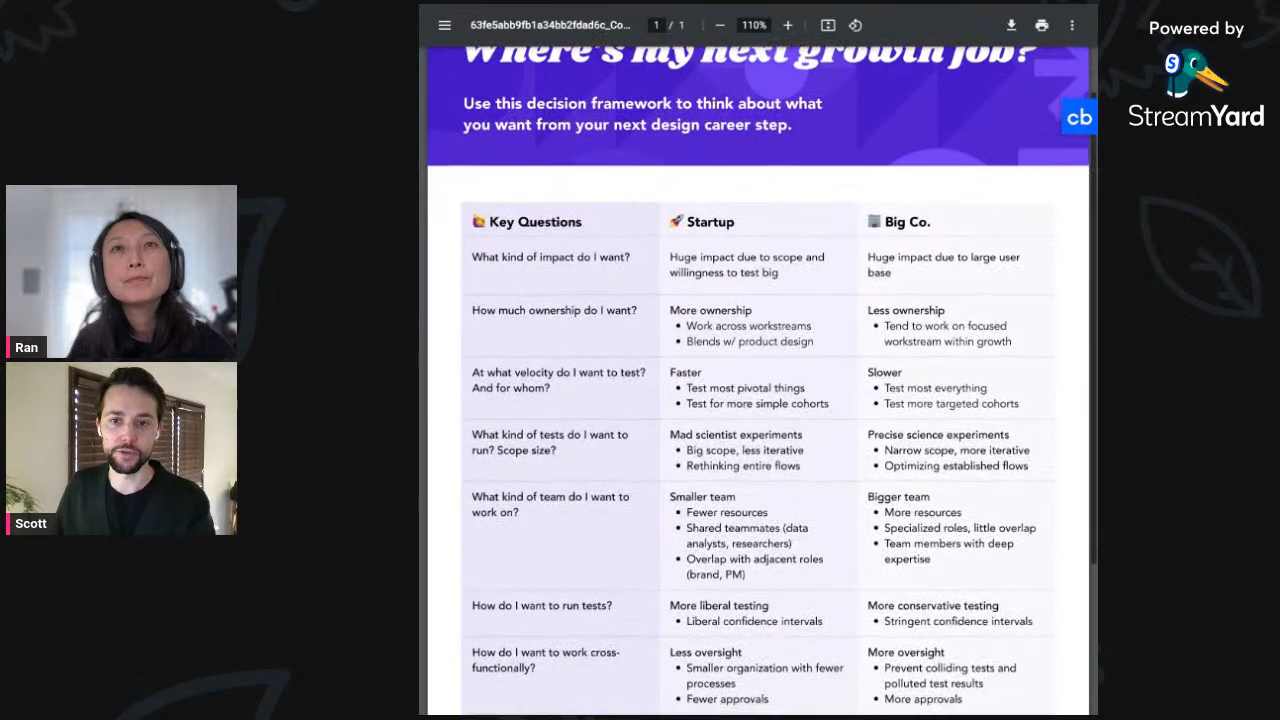 63fe5abb9fb1a34bb2fdad6c_Co...
1 / 1
110%
Powered by
StreamYard
Where's my next growth job?
Use this decision framework to think about what
you want from your next design career step.
cb
Key Questions
Startup
Big Co.
What kind of impact do I want?
Huge impact due to scope and
willingness to test big
Huge impact due to large user
base
How much ownership do I want?
More ownership
• Work across workstreams
• Blends w/ product design
Less ownership
• Tend to work on focused
workstream within growth
At what velocity do I want to test?
And for whom?
Faster
• Test most pivotal things
• Test for more simple cohorts
Slower
• Test most everything
• Test more targeted cohorts
What kind of tests do I want to
run? Scope size?
Mad scientist experiments
• Big scope, less iterative
• Rethinking entire flows
Precise science experiments
• Narrow scope, more iterative
• Optimizing established flows
What kind of team do I want to
work on?
Smaller team
• Fewer resources
• Shared teammates (data
analysts, researchers)
• Overlap with adjacent roles
(brand, PM)
Bigger team
• More resources
• Specialized roles, little overlap
• Team members with deep
expertise
How do I want to run tests?
More liberal testing
• Liberal confidence intervals
More conservative testing
• Stringent confidence intervals
How do I want to work cross-
functionally?
Less oversight
• Smaller organization with fewer
processes
• Fewer approvals
More oversight
• Prevent colliding tests and
polluted test results
• More approvals
Ran
Scott